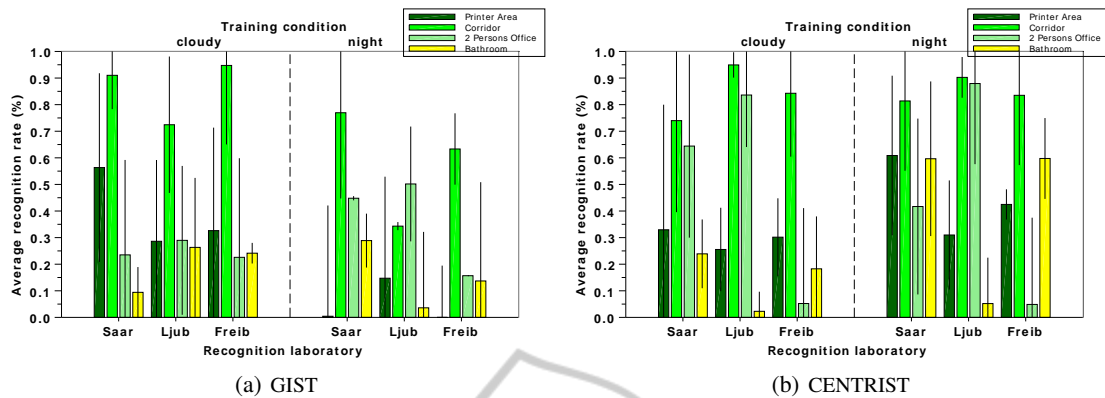 Training condition
cloudy night
Printer Area
Corridor
2 Persons Office
Bathroom
1.0
0.9
0.8
0.7
0.6
0.5
0.4
0.3
0.2
0.1
0.0
Average recognition rate (%)
Saar Ljub Freib Saar Ljub Freib
Recognition laboratory
(a) GIST
Training condition
cloudy night
Printer Area
Corridor
2 Persons Office
Bathroom
1.0
0.9
0.8
0.7
0.6
0.5
0.4
0.3
0.2
0.1
0.0
Average recognition rate (%)
Saar Ljub Freib Saar Ljub Freib
Recognition laboratory
(b) CENTRIST